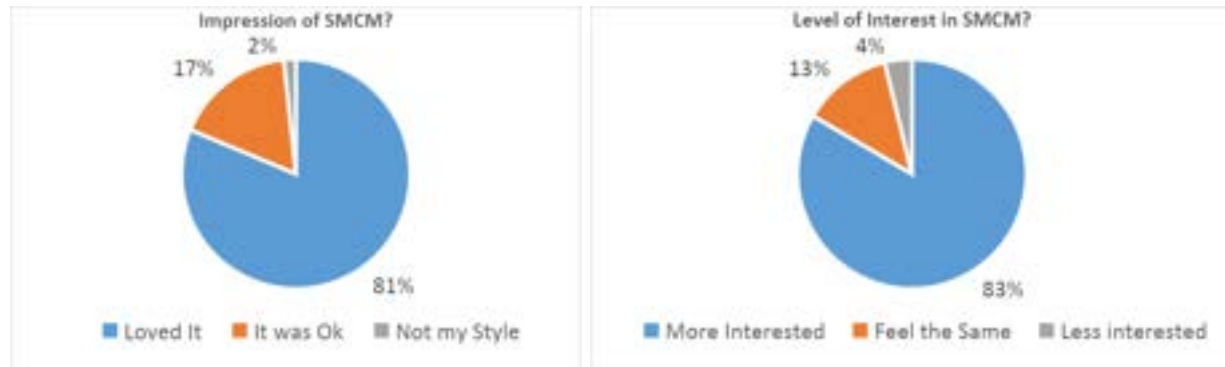 Impression of SMCM?
2%
17%
81%
Loved It It was Ok Not my Style
Level of Interest in SMCM?
4%
13%
83%
More Interested Feel the Same Less interested